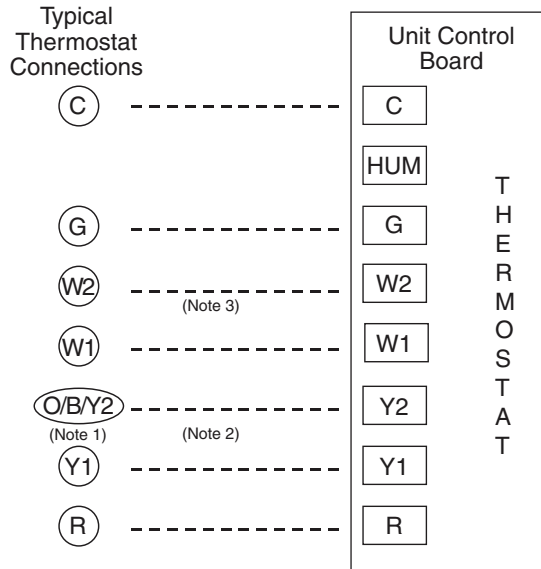 Typical
Thermostat
Connections
Unit Control
Board
C
C
HUM
G
G
W2
(Note 3)
W2
W1
W1
O/B/Y2
(Note 1)
(Note 2)
Y2
Y1
Y1
R
R
THERMOSTAT